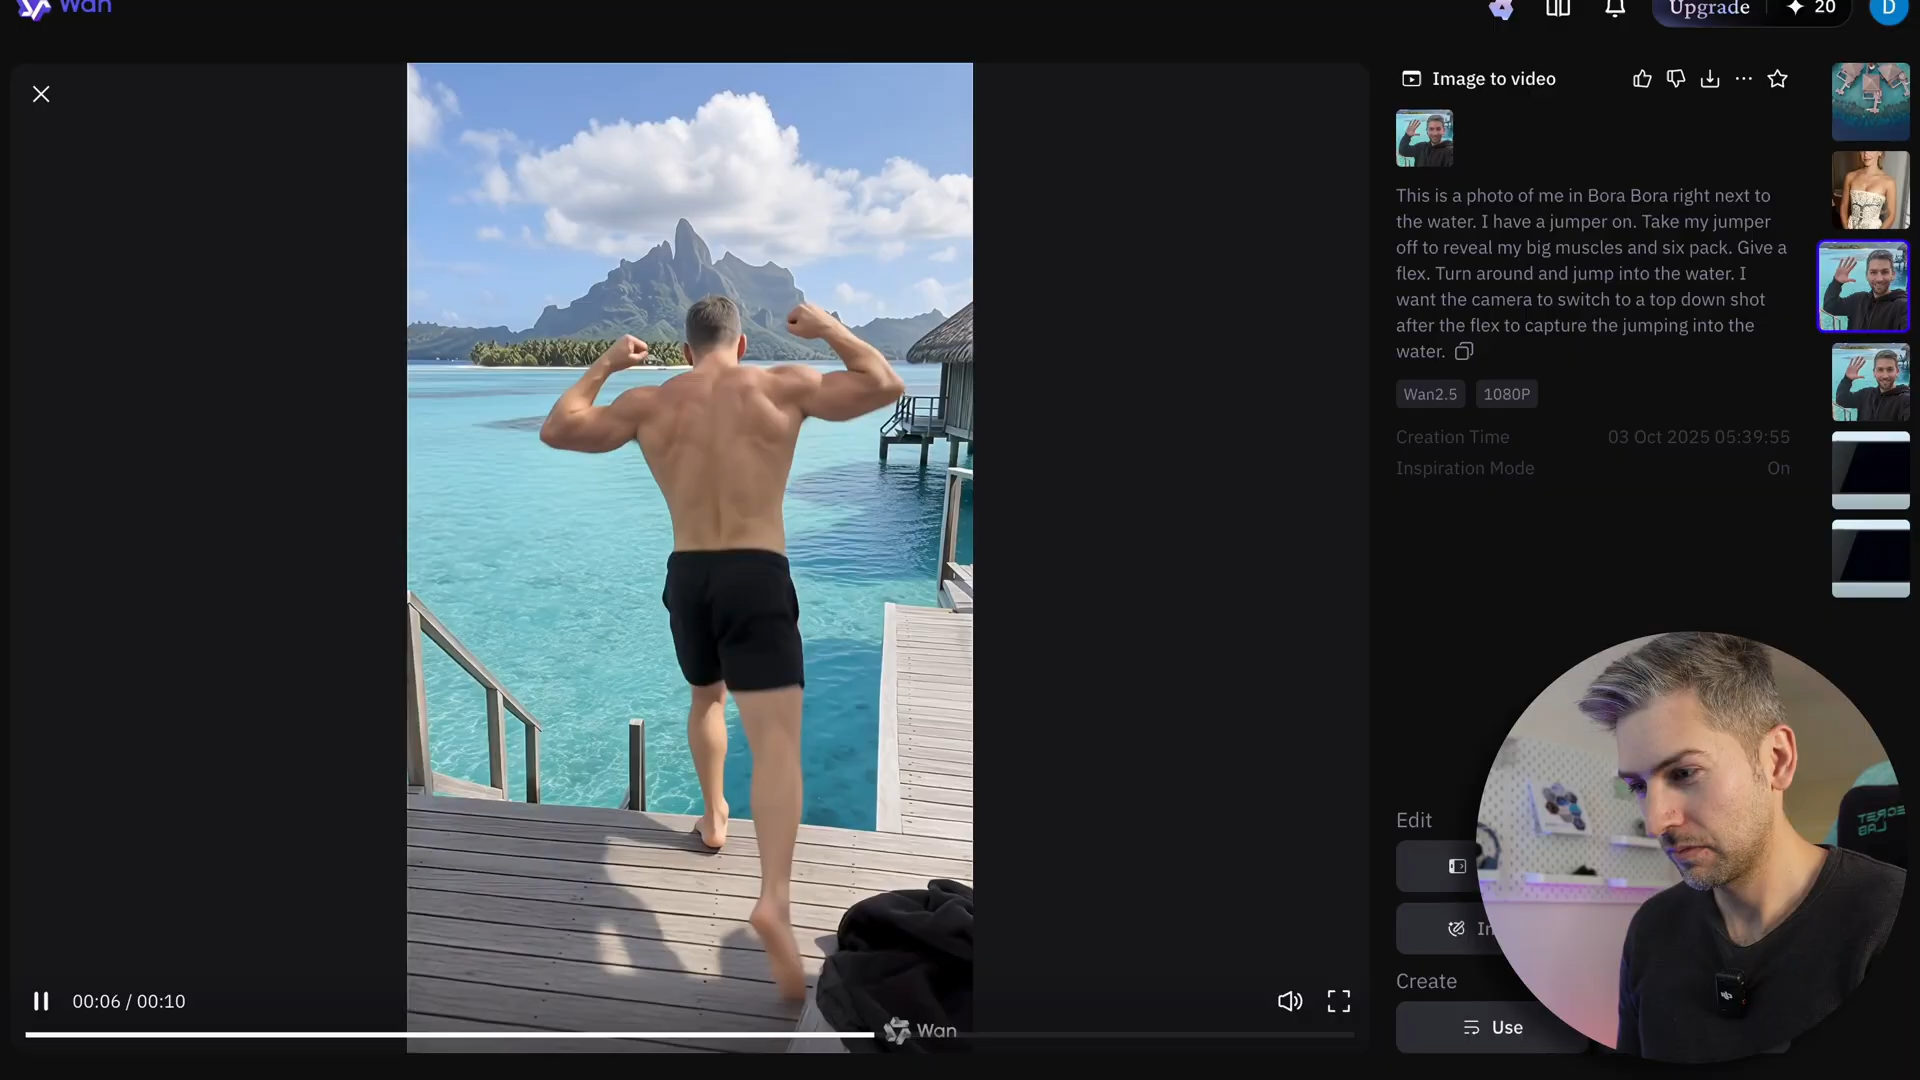 Wan
Upgrade
20
D
Image to video
This is a photo of me in Bora Bora right next to
the water. I have a jumper on. Take my jumper
off to reveal my big muscles and six pack. Give a
flex. Turn around and jump into the water. I
want the camera to switch to a top down shot
after the flex to capture the jumping into the
water.
Wan2.5
1080P
Creation Time
03 Oct 2025 05:39:55
Inspiration Mode
On
Edit
In
Create
Use
00:06 / 00:10
Wan